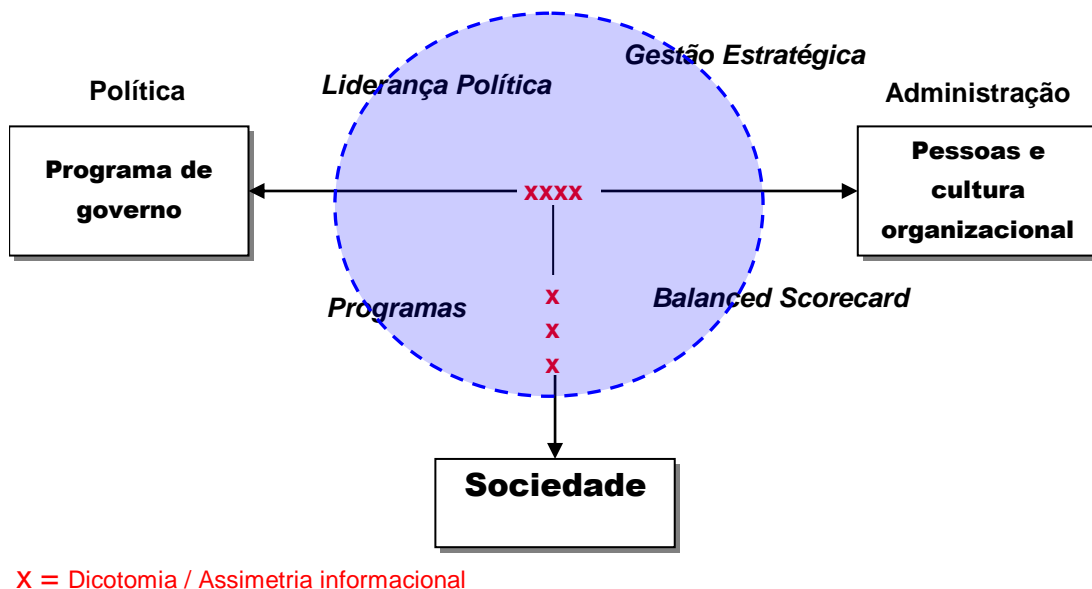 Gestão Estratégica
Liderança Política
Política
Administração
Programa de
governo
xxxx
Pessoas e
cultura
organizacional
Programas
x
Balanced Scorecard
x
x
Sociedade
x = Dicotomia / Assimetria informacional